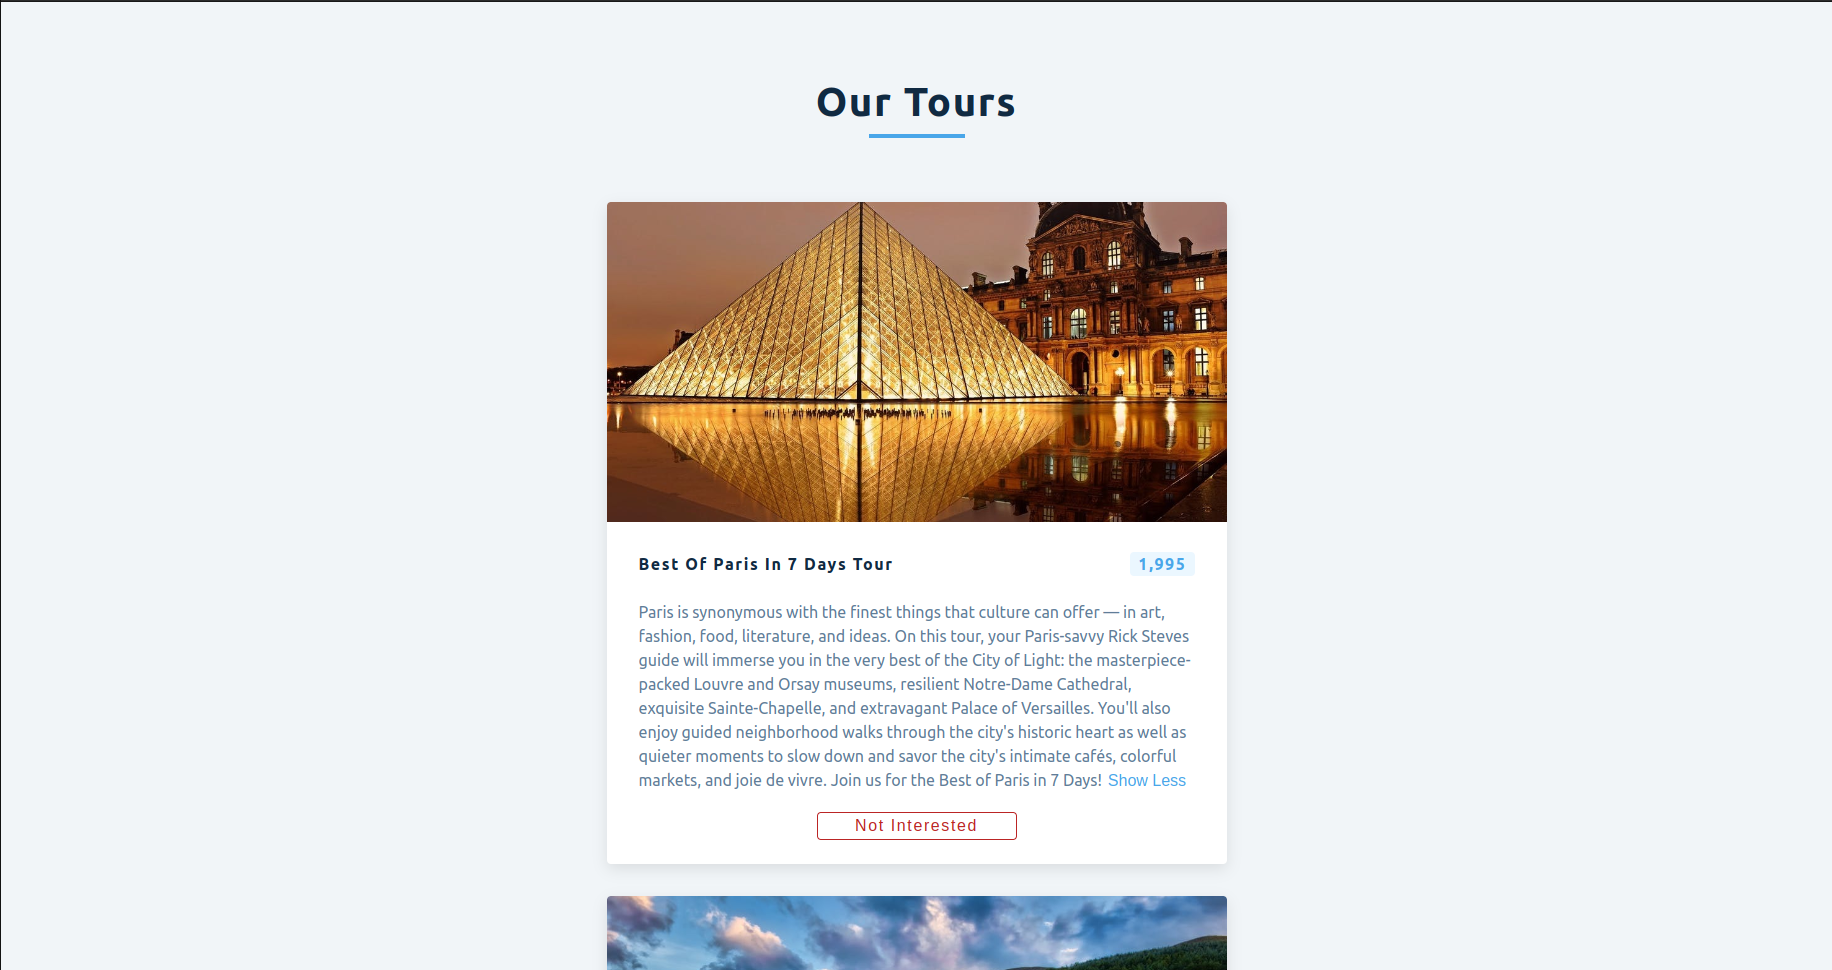 Our Tours
Best Of Paris In 7 Days Tour
1,995
Paris is synonymous with the finest things that culture can offer — in art,
fashion, food, literature, and ideas. On this tour, your Paris-savvy Rick Steves
guide will immerse you in the very best of the City of Light: the masterpiece-
packed Louvre and Orsay museums, resilient Notre-Dame Cathedral,
exquisite Sainte-Chapelle, and extravagant Palace of Versailles. You'll also
enjoy guided neighborhood walks through the city's historic heart as well as
quieter moments to slow down and savor the city's intimate cafés, colorful
markets, and joie de vivre. Join us for the Best of Paris in 7 Days! Show Less
Not Interested